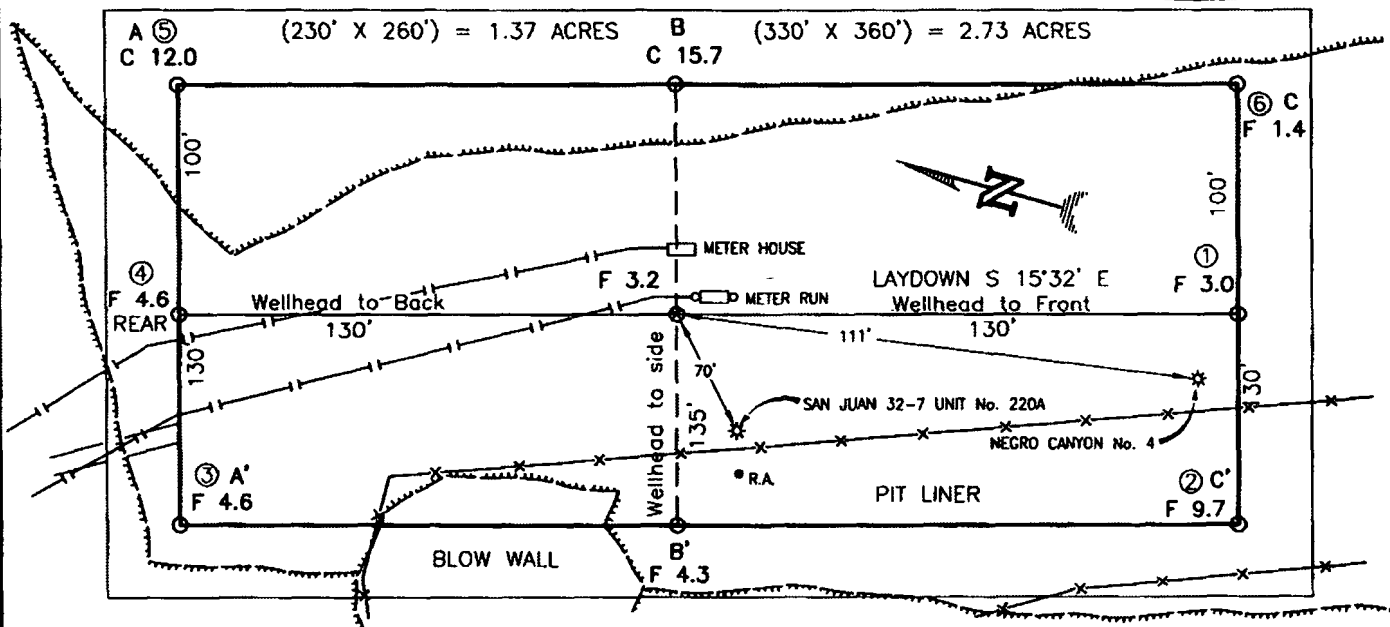 (230' X 260') = 1.37 ACRES
(330' X 360') = 2.73 ACRES
A ⑤
C 12.0
B
C 15.7
⑥ C
F 1.4
100'
100'
N
METER HOUSE
④
F 4.6
REAR
Wellhead to Back
130'
F 3.2
METER RUN
LAYDOWN S 15°32' E
Wellhead to Front
130'
①
F 3.0
111'
70'
130'
30'
Wellhead to side
135'
SAN JUAN 32-7 UNIT No. 220A
NEGRO CANYON No. 4
R.A.
③ A'
F 4.6
PIT LINER
② C'
F 9.7
BLOW WALL
B'
F 4.3